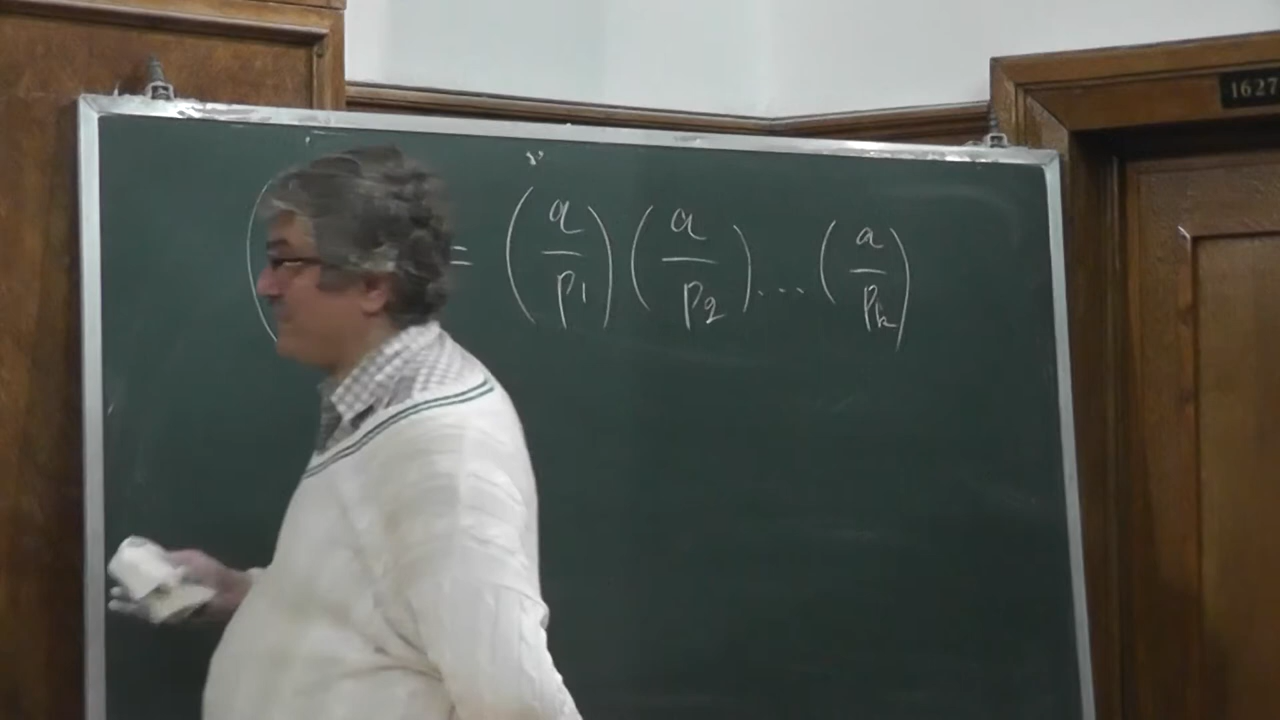 1627
= (a/p₁) (a/p₂) ... (a/pₖ)